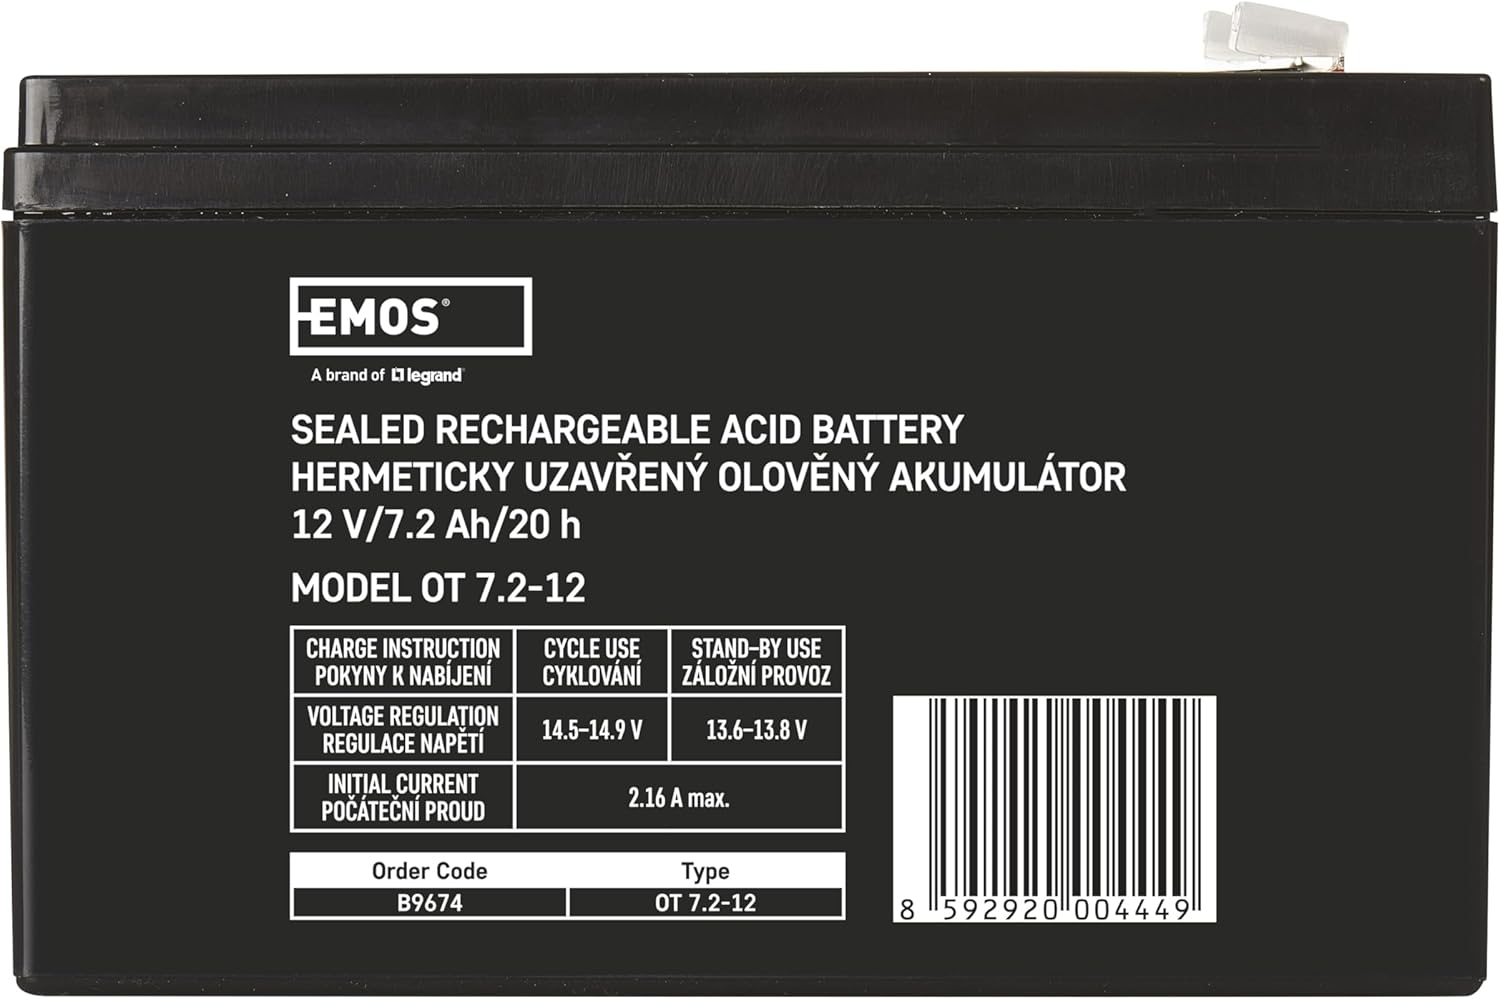 EMOS®
A brand of legrand®
SEALED RECHARGEABLE ACID BATTERY
HERMETICKY UZAVŘENÝ OLOVĚNÝ AKUMULÁTOR
12 V/7.2 Ah/20 h
MODEL OT 7.2-12
CHARGE INSTRUCTION
POKYNY K NABÍJENÍ
CYCLE USE
CYKLOVÁNÍ
STAND-BY USE
ZÁLOŽNÍ PROVOZ
VOLTAGE REGULATION
REGULACE NAPĚTÍ
14.5–14.9 V
13.6–13.8 V
INITIAL CURRENT
POČÁTEČNÍ PROUD
2.16 A max.
Order Code
Type
B9674
OT 7.2-12
8 592920 004449